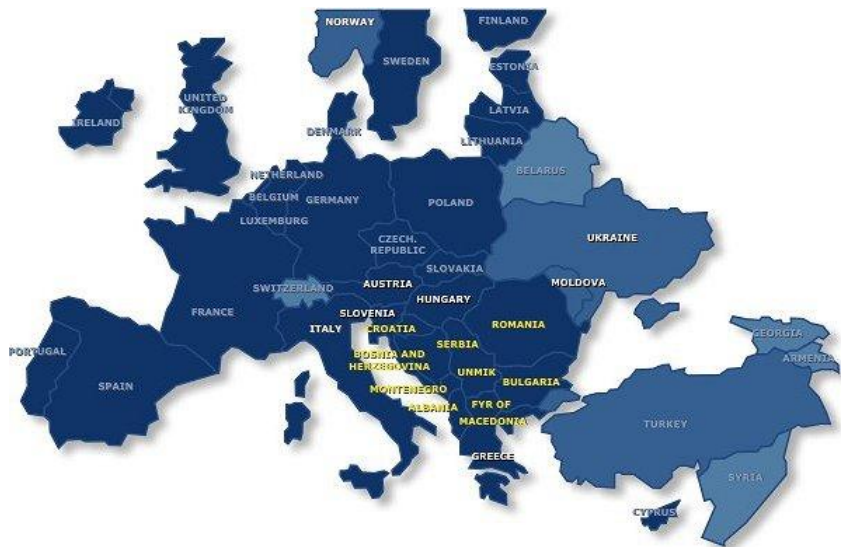 NORWAY
FINLAND
SWEDEN
ESTONIA
UNITED
KINGDOM
LATVIA
IRELAND
DENMARK
LITHUANIA
BELARUS
NETHERLAND
BELGIUM
GERMANY
POLAND
LUXEMBURG
CZECH.
REPUBLIC
UKRAINE
SLOVAKIA
SWITZERLAND
AUSTRIA
MOLDOVA
HUNGARY
FRANCE
SLOVENIA
ITALY
CROATIA
ROMANIA
GEORGIA
SERBIA
PORTUGAL
BOSNIA AND
HERZEGOVINA
ARMENIA
UNMIK
SPAIN
MONTENEGRO
BULGARIA
ALBANIA
FYR OF
MACEDONIA
TURKEY
GREECE
SYRIA
CYPRUS